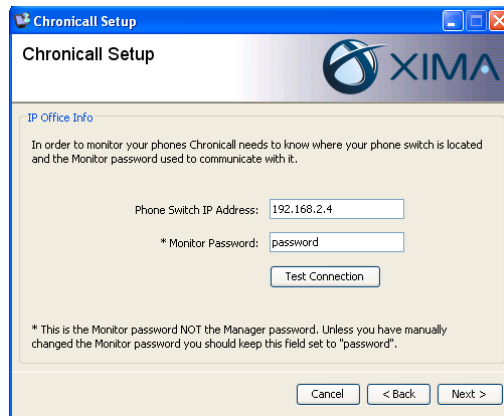 Chronicall Setup
Chronicall Setup
XIMA
IP Office Info
In order to monitor your phones Chronicall needs to know where your phone switch is located
and the Monitor password used to communicate with it.
Phone Switch IP Address: 192.168.2.4
* Monitor Password: password
Test Connection
* This is the Monitor password NOT the Manager password. Unless you have manually
changed the Monitor password you should keep this field set to "password".
Cancel < Back Next >